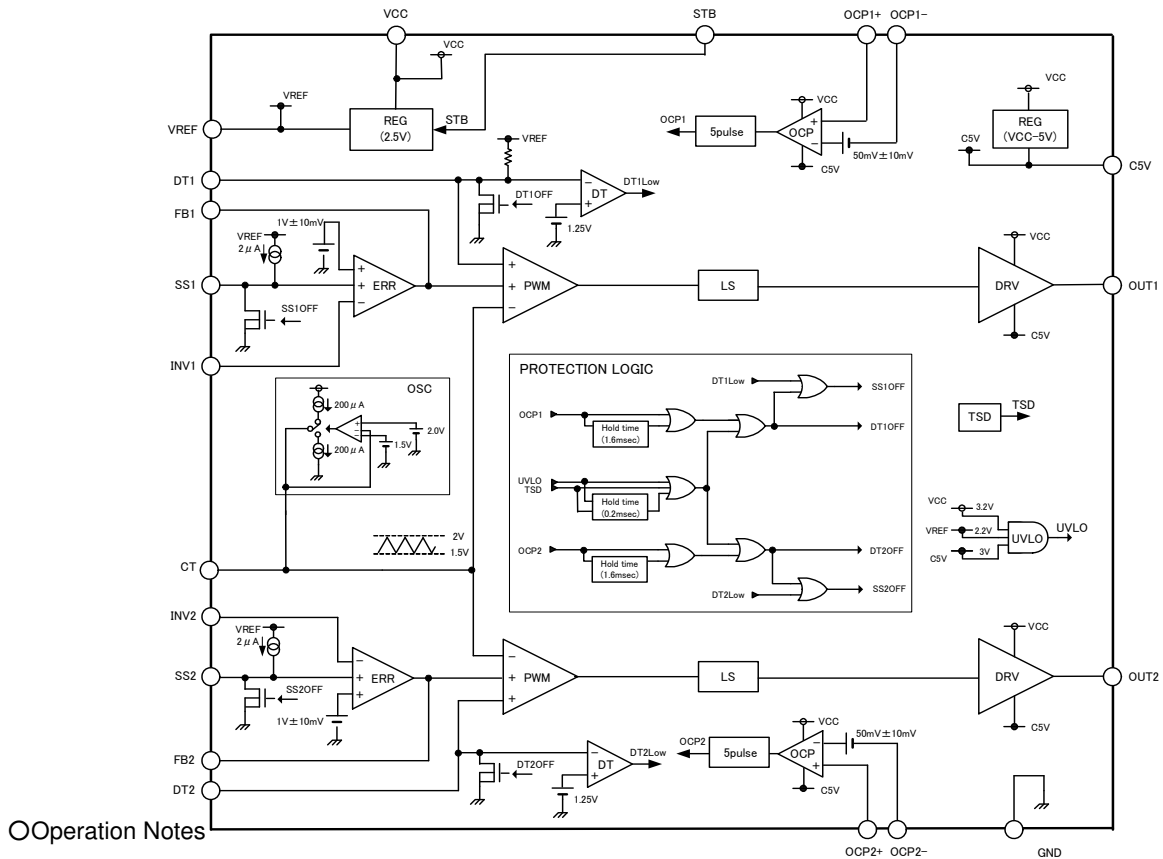 VCC
STB
OCP1+ OCP1-
VCC
VREF
VREF
REG
(2.5V)
STB
VREF
OCP1
5pulse
VCC
+
OCP
-
C5V
50mV±10mV
VCC
REG
(VCC-5V)
C5V
C5V
DT1
DT1OFF
-
DT
+
DT1Low
1.25V
FB1
1V±10mV
VREF
2μA
SS1
+
+
ERR
-
SS1OFF
+
+
PWM
-
LS
VCC
DRV
C5V
OUT1
INV1
OSC
200μA
200μA
+
-
-
1.5V
2.0V
PROTECTION LOGIC
DT1Low
SS1OFF
OCP1
Hold time
(1.6msec)
DT1OFF
UVLO
TSD
Hold time
(0.2msec)
OCP2
Hold time
(1.6msec)
DT2OFF
DT2Low
SS2OFF
TSD
TSD
VCC
3.2V
VREF
2.2V
C5V
3V
UVLO
UVLO
2V
1.5V
CT
INV2
VREF
2μA
SS2
-
+
ERR
+
SS2OFF
1V±10mV
-
+
PWM
+
LS
VCC
DRV
C5V
OUT2
FB2
DT2
DT2OFF
-
DT
+
DT2Low
1.25V
OCP2
5pulse
VCC
-
OCP
+
C5V
50mV±10mV
OCP2+ OCP2-
GND
○Operation Notes